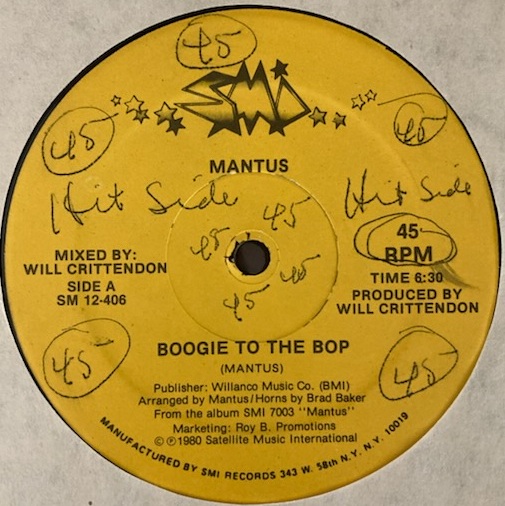 45
SMI
45
45
MANTUS
Hit Side
Hit Side
45
45
45
45
MIXED BY:
WILL CRITTENDON
SIDE A
SM 12-406
45
RPM
TIME 6:30
PRODUCED BY
WILL CRITTENDON
45
45
BOOGIE TO THE BOP
(MANTUS)
Publisher: Willanco Music Co. (BMI)
Arranged by Mantus/Horns by Brad Baker
From the album SMI 7003 "Mantus"
Marketing: Roy B. Promotions
©℗1980 Satellite Music International
MANUFACTURED BY SMI RECORDS 343 W. 58th N.Y. N.Y. 10019